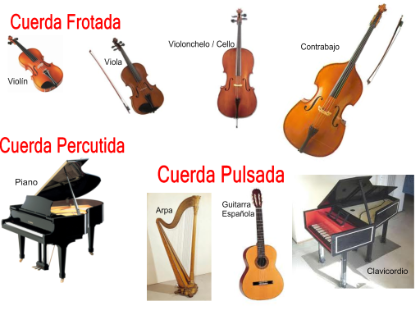 Cuerda Frotada
Violín
Viola
Violonchelo / Cello
Contrabajo
Cuerda Percutida
Piano
Cuerda Pulsada
Arpa
Guitarra
Española
Clavicordio